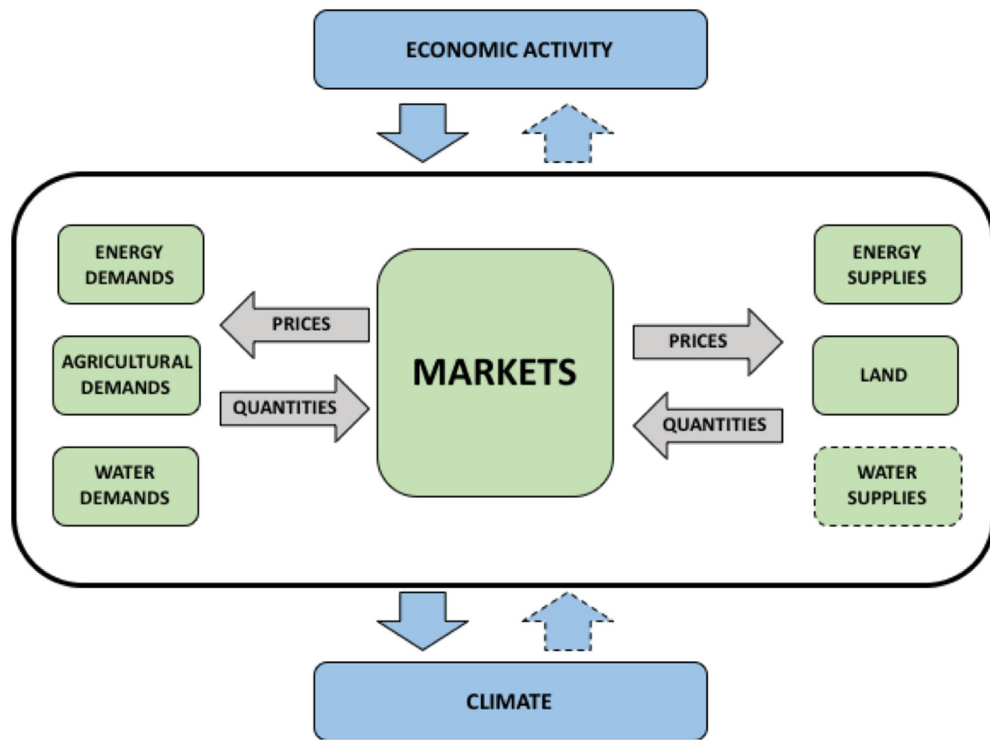 ECONOMIC ACTIVITY
ENERGY
DEMANDS
AGRICULTURAL
DEMANDS
WATER
DEMANDS
PRICES
QUANTITIES
MARKETS
PRICES
QUANTITIES
ENERGY
SUPPLIES
LAND
WATER
SUPPLIES
CLIMATE